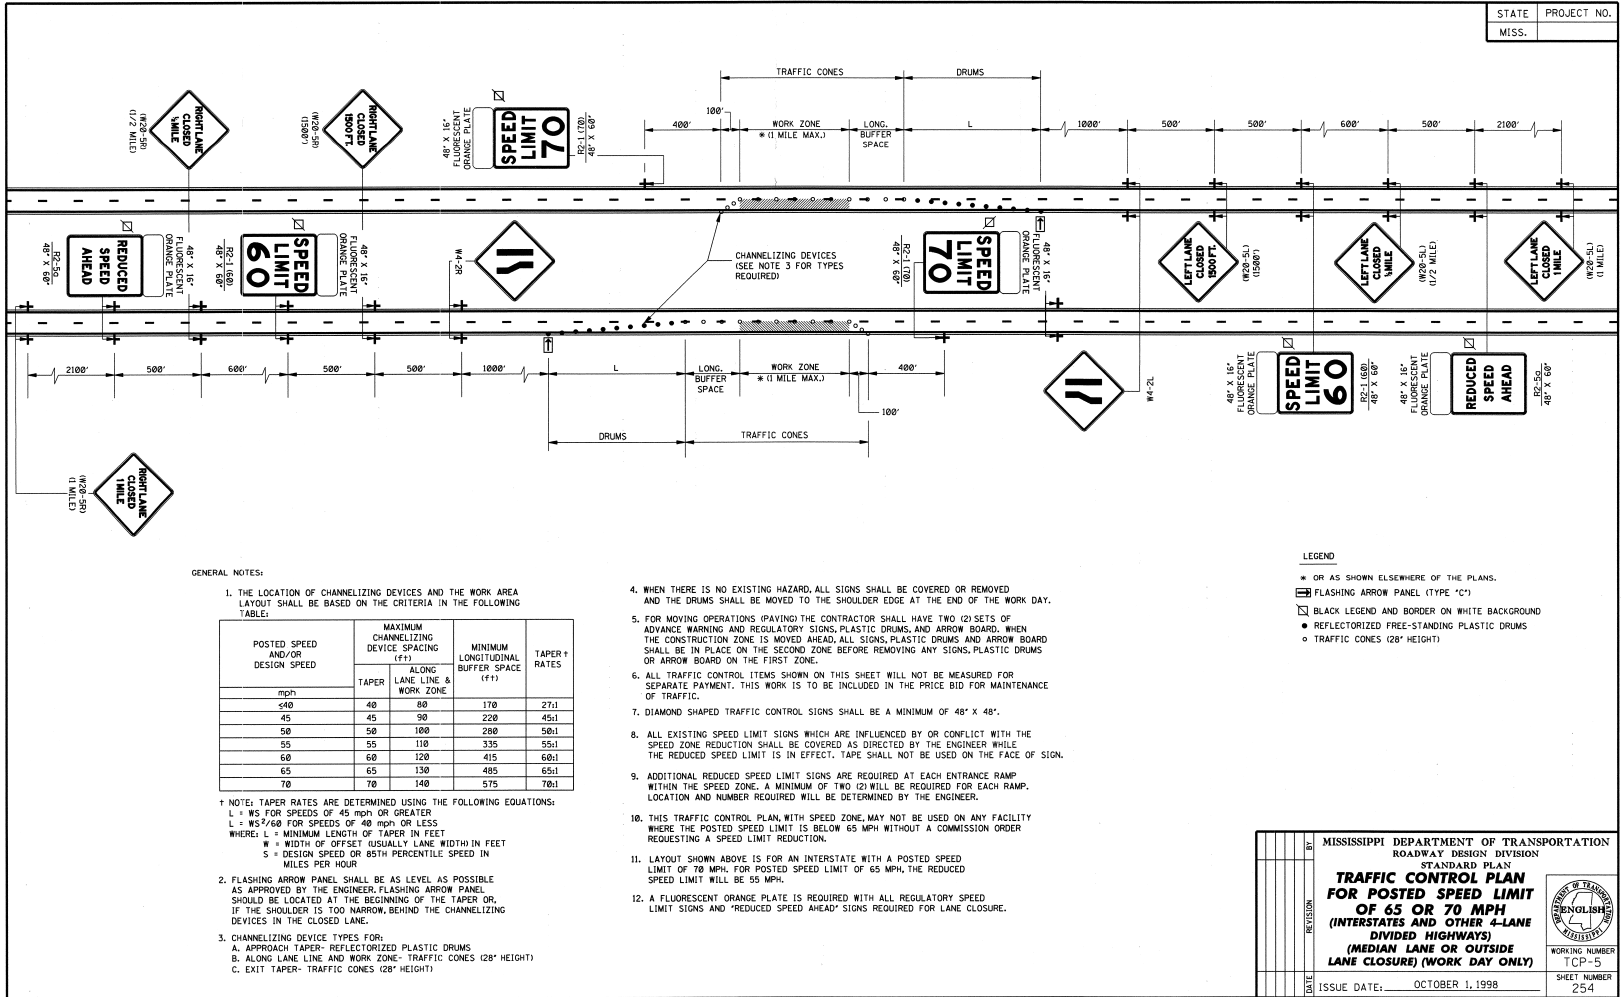 STATE PROJECT NO.
MISS.
TRAFFIC CONES
DRUMS
400'
100'
WORK ZONE
* (1 MILE MAX.)
LONG.
BUFFER
SPACE
L
1000'
500'
500'
600'
500'
2100'
RIGHT LANE
CLOSED
½ MILE
(W20-5R)
(1/2 MILE)
RIGHT LANE
CLOSED
1500 FT.
(W20-5R)
(1500')
48" X 16"
FLUORESCENT
ORANGE PLATE
SPEED
LIMIT
70
R2-1 (70)
48" X 60"
R2-5a
48" X 60"
REDUCED
SPEED
AHEAD
48" X 16"
FLUORESCENT
ORANGE PLATE
R2-1 (60)
48" X 60"
SPEED
LIMIT
60
48" X 16"
FLUORESCENT
ORANGE PLATE
W4-2R
CHANNELIZING DEVICES
(SEE NOTE 3 FOR TYPES
REQUIRED)
R2-1 (70)
48" X 60"
SPEED
LIMIT
70
48" X 16"
FLUORESCENT
ORANGE PLATE
LEFT LANE
CLOSED
1500 FT.
(W20-5L)
(1500')
LEFT LANE
CLOSED
½ MILE
(W20-5L)
(1/2 MILE)
LEFT LANE
CLOSED
1 MILE
(W20-5L)
(1 MILE)
2100'
500'
600'
500'
500'
1000'
L
LONG.
BUFFER
SPACE
WORK ZONE
* (1 MILE MAX.)
400'
100'
DRUMS
TRAFFIC CONES
W4-2L
48" X 16"
FLUORESCENT
ORANGE PLATE
SPEED
LIMIT
60
R2-1 (60)
48" X 60"
48" X 16"
FLUORESCENT
ORANGE PLATE
REDUCED
SPEED
AHEAD
R2-5a
48" X 60"
(W20-5R)
(1 MILE)
RIGHT LANE
CLOSED
1 MILE
GENERAL NOTES:
1. THE LOCATION OF CHANNELIZING DEVICES AND THE WORK AREA
LAYOUT SHALL BE BASED ON THE CRITERIA IN THE FOLLOWING
TABLE:
POSTED SPEED
AND/OR
DESIGN SPEED
mph
MAXIMUM
CHANNELIZING
DEVICE SPACING
(ft)
TAPER
ALONG
LANE LINE &
WORK ZONE
MINIMUM
LONGITUDINAL
BUFFER SPACE
(ft)
TAPER †
RATES
≤40 40 80 170 27:1
45 45 90 220 45:1
50 50 100 280 50:1
55 55 110 335 55:1
60 60 120 415 60:1
65 65 130 485 65:1
70 70 140 575 70:1
† NOTE: TAPER RATES ARE DETERMINED USING THE FOLLOWING EQUATIONS:
L = WS FOR SPEEDS OF 45 mph OR GREATER
L = WS²/60 FOR SPEEDS OF 40 mph OR LESS
WHERE: L = MINIMUM LENGTH OF TAPER IN FEET
W = WIDTH OF OFFSET (USUALLY LANE WIDTH) IN FEET
S = DESIGN SPEED OR 85TH PERCENTILE SPEED IN
MILES PER HOUR
2. FLASHING ARROW PANEL SHALL BE AS LEVEL AS POSSIBLE
AS APPROVED BY THE ENGINEER. FLASHING ARROW PANEL
SHOULD BE LOCATED AT THE BEGINNING OF THE TAPER OR,
IF THE SHOULDER IS TOO NARROW, BEHIND THE CHANNELIZING
DEVICES IN THE CLOSED LANE.
3. CHANNELIZING DEVICE TYPES FOR:
A. APPROACH TAPER- REFLECTORIZED PLASTIC DRUMS
B. ALONG LANE LINE AND WORK ZONE- TRAFFIC CONES (28" HEIGHT)
C. EXIT TAPER- TRAFFIC CONES (28" HEIGHT)
4. WHEN THERE IS NO EXISTING HAZARD, ALL SIGNS SHALL BE COVERED OR REMOVED
AND THE DRUMS SHALL BE MOVED TO THE SHOULDER EDGE AT THE END OF THE WORK DAY.
5. FOR MOVING OPERATIONS (PAVING) THE CONTRACTOR SHALL HAVE TWO (2) SETS OF
ADVANCE WARNING AND REGULATORY SIGNS, PLASTIC DRUMS, AND ARROW BOARD. WHEN
THE CONSTRUCTION ZONE IS MOVED AHEAD, ALL SIGNS, PLASTIC DRUMS AND ARROW BOARD
SHALL BE IN PLACE ON THE SECOND ZONE BEFORE REMOVING ANY SIGNS, PLASTIC DRUMS
OR ARROW BOARD ON THE FIRST ZONE.
6. ALL TRAFFIC CONTROL ITEMS SHOWN ON THIS SHEET WILL NOT BE MEASURED FOR
SEPARATE PAYMENT. THIS WORK IS TO BE INCLUDED IN THE PRICE BID FOR MAINTENANCE
OF TRAFFIC.
7. DIAMOND SHAPED TRAFFIC CONTROL SIGNS SHALL BE A MINIMUM OF 48" X 48".
8. ALL EXISTING SPEED LIMIT SIGNS WHICH ARE INFLUENCED BY OR CONFLICT WITH THE
SPEED ZONE REDUCTION SHALL BE COVERED AS DIRECTED BY THE ENGINEER WHILE
THE REDUCED SPEED LIMIT IS IN EFFECT. TAPE SHALL NOT BE USED ON THE FACE OF SIGN.
9. ADDITIONAL REDUCED SPEED LIMIT SIGNS ARE REQUIRED AT EACH ENTRANCE RAMP
WITHIN THE SPEED ZONE. A MINIMUM OF TWO (2) WILL BE REQUIRED FOR EACH RAMP.
LOCATION AND NUMBER REQUIRED WILL BE DETERMINED BY THE ENGINEER.
10. THIS TRAFFIC CONTROL PLAN, WITH SPEED ZONE, MAY NOT BE USED ON ANY FACILITY
WHERE THE POSTED SPEED LIMIT IS BELOW 65 MPH WITHOUT A COMMISSION ORDER
REQUESTING A SPEED LIMIT REDUCTION.
11. LAYOUT SHOWN ABOVE IS FOR AN INTERSTATE WITH A POSTED SPEED
LIMIT OF 70 MPH. FOR POSTED SPEED LIMIT OF 65 MPH, THE REDUCED
SPEED LIMIT WILL BE 55 MPH.
12. A FLUORESCENT ORANGE PLATE IS REQUIRED WITH ALL REGULATORY SPEED
LIMIT SIGNS AND "REDUCED SPEED AHEAD" SIGNS REQUIRED FOR LANE CLOSURE.
LEGEND
* OR AS SHOWN ELSEWHERE OF THE PLANS.
FLASHING ARROW PANEL (TYPE "C")
BLACK LEGEND AND BORDER ON WHITE BACKGROUND
REFLECTORIZED FREE-STANDING PLASTIC DRUMS
TRAFFIC CONES (28" HEIGHT)
BY
REVISION
DATE
MISSISSIPPI DEPARTMENT OF TRANSPORTATION
ROADWAY DESIGN DIVISION
STANDARD PLAN
TRAFFIC CONTROL PLAN
FOR POSTED SPEED LIMIT
OF 65 OR 70 MPH
(INTERSTATES AND OTHER 4-LANE
DIVIDED HIGHWAYS)
(MEDIAN LANE OR OUTSIDE
LANE CLOSURE) (WORK DAY ONLY)
ISSUE DATE: OCTOBER 1, 1998
DEPARTMENT OF TRANSPORTATION
ENGLISH
MISSISSIPPI
WORKING NUMBER
TCP-5
SHEET NUMBER
254